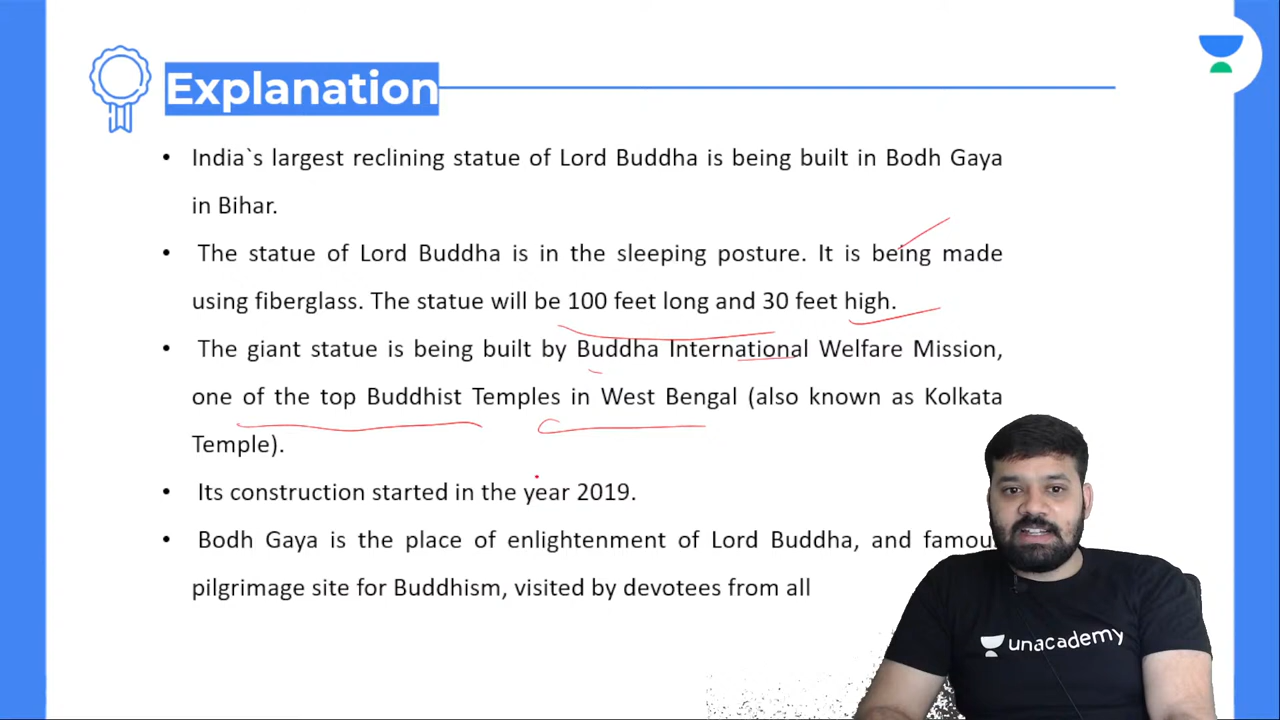 Explanation
• India`s largest reclining statue of Lord Buddha is being built in Bodh Gaya
in Bihar.
• The statue of Lord Buddha is in the sleeping posture. It is being made
using fiberglass. The statue will be 100 feet long and 30 feet high.
• The giant statue is being built by Buddha International Welfare Mission,
one of the top Buddhist Temples in West Bengal (also known as Kolkata
Temple).
• Its construction started in the year 2019.
• Bodh Gaya is the place of enlightenment of Lord Buddha, and famou
pilgrimage site for Buddhism, visited by devotees from all
unacademy